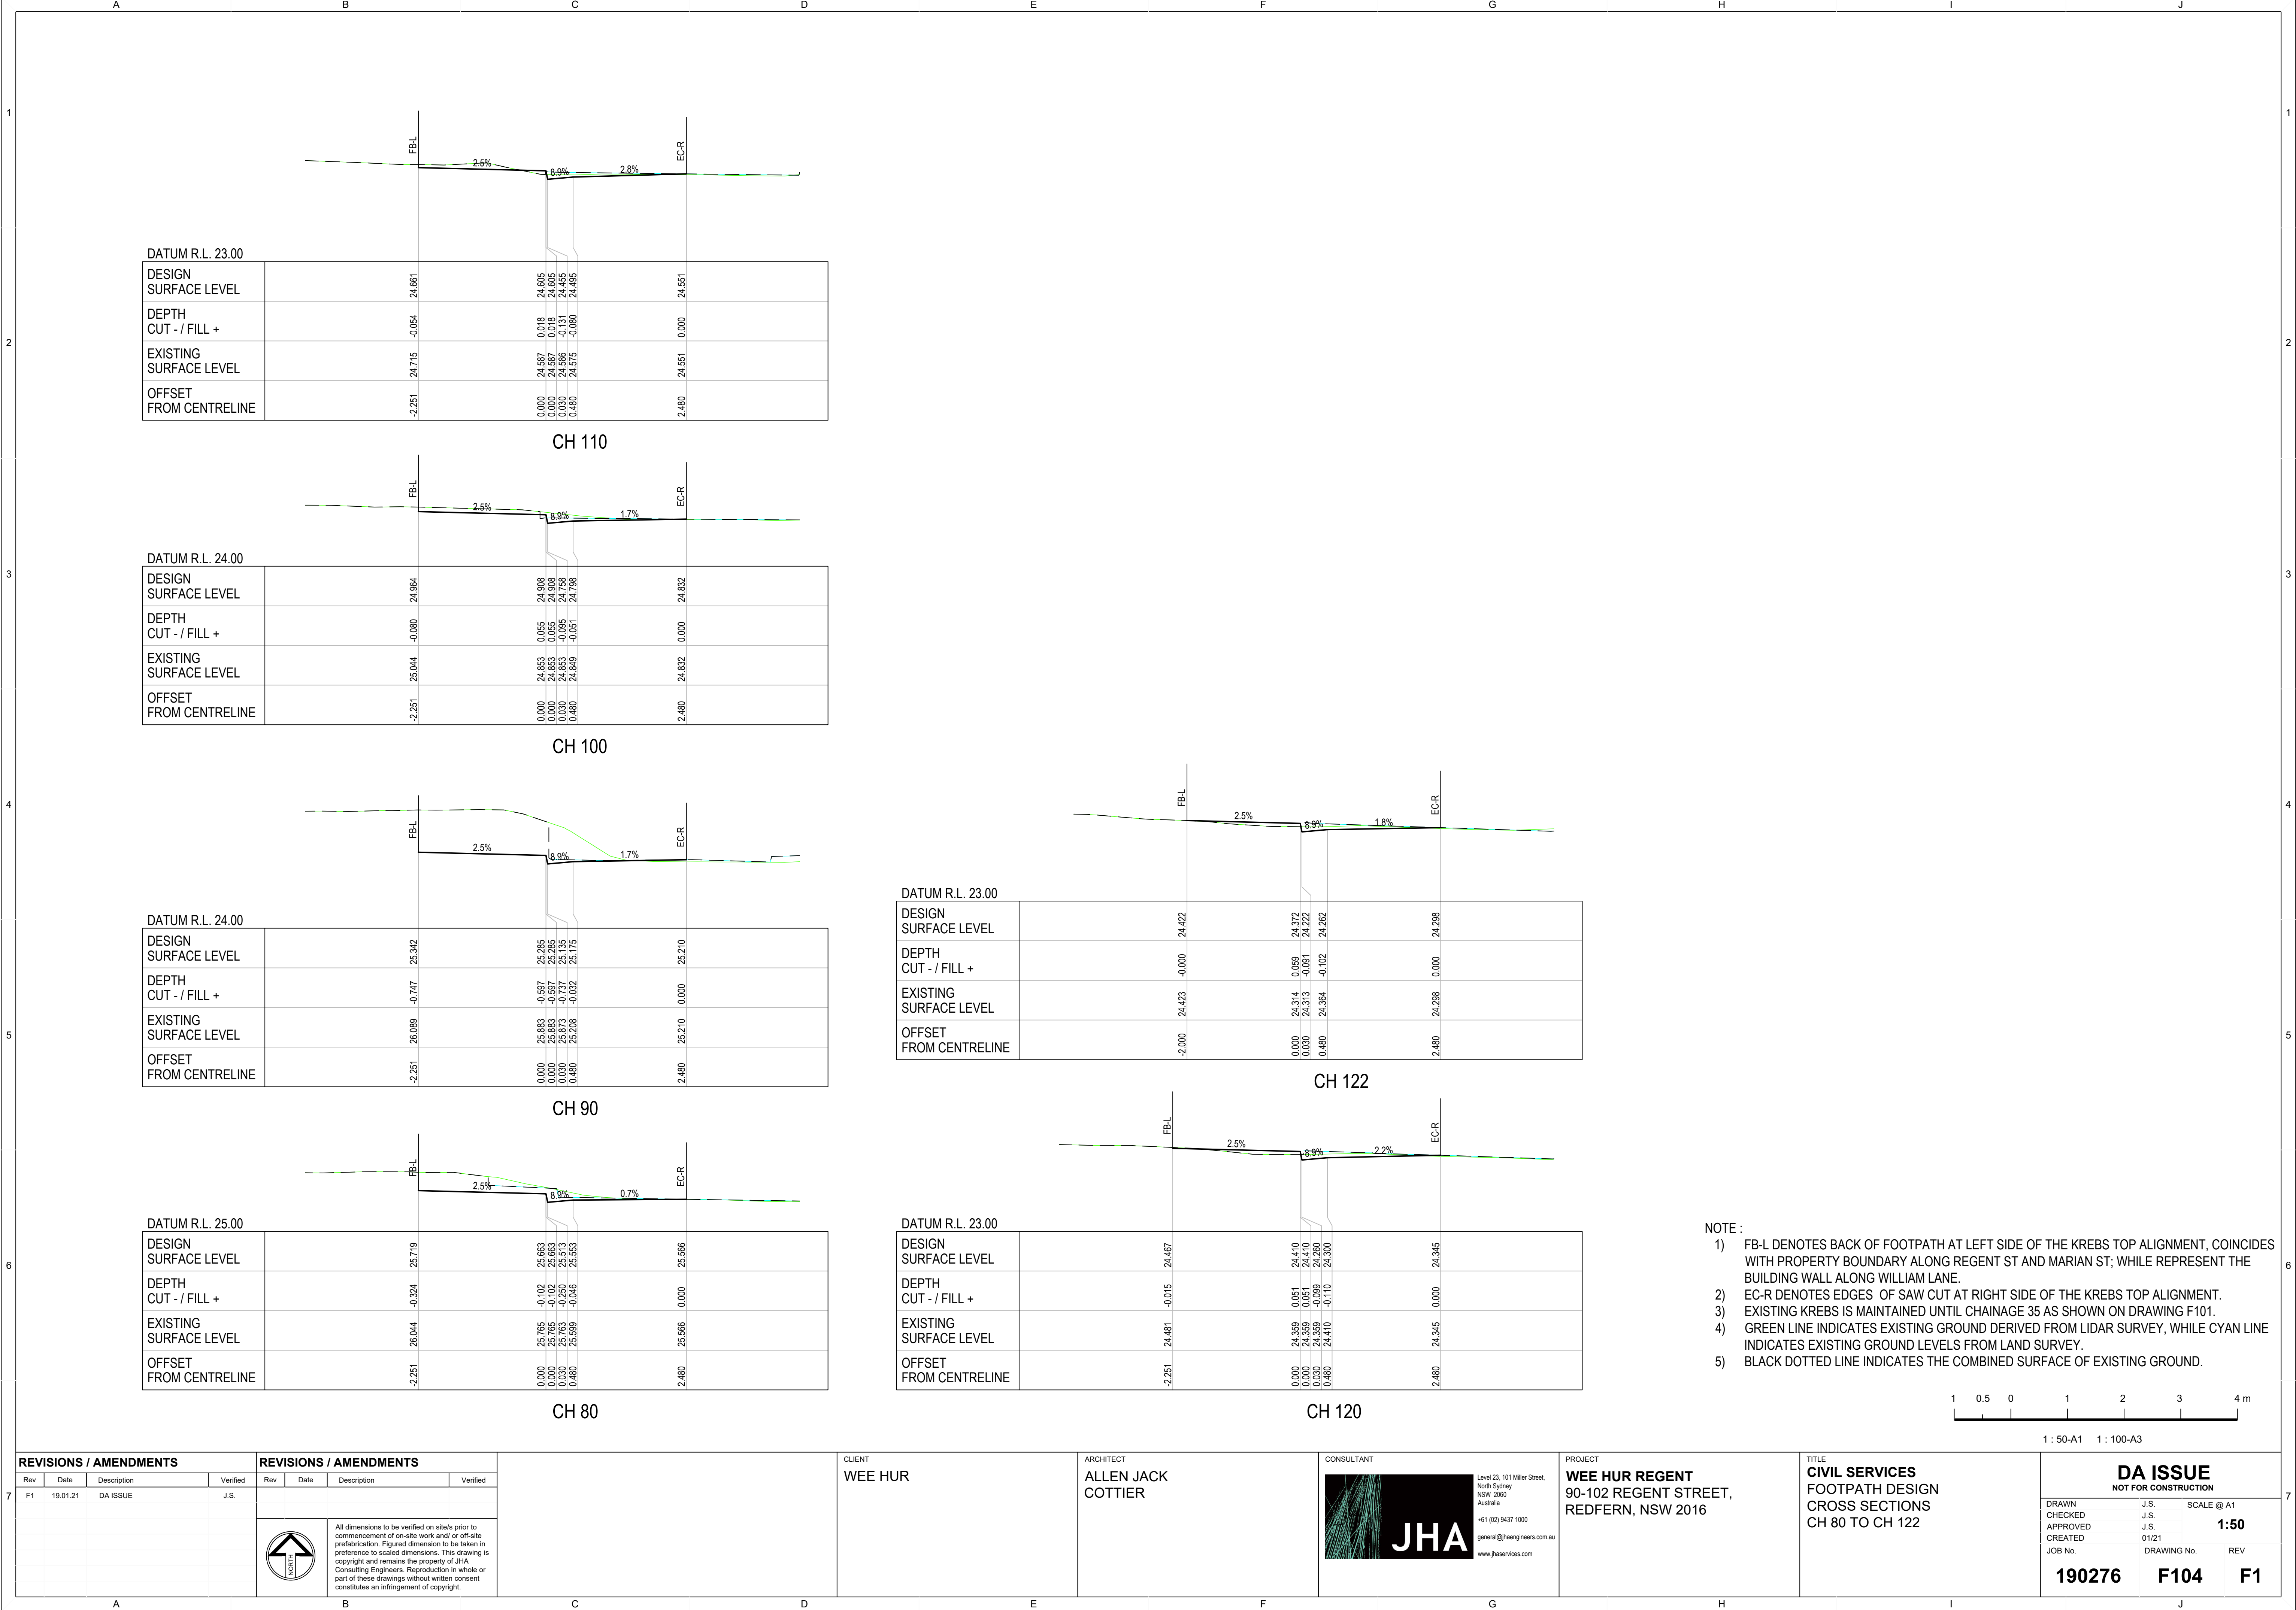 A B C D E F G H I J
1 1
2 2
3 3
4 4
5 5
6 6
7 7
FB-L
EC-R
2.5% 8.9% 2.8%
DATUM R.L. 23.00
DESIGN
SURFACE LEVEL
24.661 24.605 24.605 24.455 24.495 24.551
DEPTH
CUT - / FILL +
-0.054 0.018 0.018 -0.131 -0.080 0.000
EXISTING
SURFACE LEVEL
24.715 24.587 24.587 24.586 24.575 24.551
OFFSET
FROM CENTRELINE
-2.251 0.000 0.000 0.030 0.480 2.480
CH 110
FB-L
EC-R
2.5% 8.9% 1.7%
DATUM R.L. 24.00
DESIGN
SURFACE LEVEL
24.964 24.908 24.908 24.758 24.798 24.832
DEPTH
CUT - / FILL +
-0.080 0.055 0.055 -0.095 -0.051 0.000
EXISTING
SURFACE LEVEL
25.044 24.853 24.853 24.853 24.849 24.832
OFFSET
FROM CENTRELINE
-2.251 0.000 0.000 0.030 0.480 2.480
CH 100
FB-L
EC-R
2.5% 8.9% 1.7%
DATUM R.L. 24.00
DESIGN
SURFACE LEVEL
25.342 25.285 25.285 25.135 25.175 25.210
DEPTH
CUT - / FILL +
-0.747 -0.597 -0.597 -0.737 -0.032 0.000
EXISTING
SURFACE LEVEL
26.089 25.883 25.883 25.873 25.208 25.210
OFFSET
FROM CENTRELINE
-2.251 0.000 0.000 0.030 0.480 2.480
CH 90
FB-L
EC-R
2.5% 8.9% 0.7%
DATUM R.L. 25.00
DESIGN
SURFACE LEVEL
25.719 25.663 25.663 25.513 25.553 25.566
DEPTH
CUT - / FILL +
-0.324 -0.102 -0.102 -0.250 -0.046 0.000
EXISTING
SURFACE LEVEL
26.044 25.765 25.765 25.763 25.599 25.566
OFFSET
FROM CENTRELINE
-2.251 0.000 0.000 0.030 0.480 2.480
CH 80
FB-L
EC-R
2.5% 8.9% 1.8%
DATUM R.L. 23.00
DESIGN
SURFACE LEVEL
24.422 24.372 24.222 24.262 24.298
DEPTH
CUT - / FILL +
-0.000 0.059 -0.091 -0.102 0.000
EXISTING
SURFACE LEVEL
24.423 24.314 24.313 24.364 24.298
OFFSET
FROM CENTRELINE
-2.000 0.000 0.030 0.480 2.480
CH 122
FB-L
EC-R
2.5% 8.9% 2.2%
DATUM R.L. 23.00
DESIGN
SURFACE LEVEL
24.467 24.410 24.410 24.260 24.300 24.345
DEPTH
CUT - / FILL +
-0.015 0.051 0.051 -0.099 -0.110 0.000
EXISTING
SURFACE LEVEL
24.481 24.359 24.359 24.359 24.410 24.345
OFFSET
FROM CENTRELINE
-2.251 0.000 0.000 0.030 0.480 2.480
CH 120
NOTE :
1) FB-L DENOTES BACK OF FOOTPATH AT LEFT SIDE OF THE KREBS TOP ALIGNMENT, COINCIDES
WITH PROPERTY BOUNDARY ALONG REGENT ST AND MARIAN ST; WHILE REPRESENT THE
BUILDING WALL ALONG WILLIAM LANE.
2) EC-R DENOTES EDGES OF SAW CUT AT RIGHT SIDE OF THE KREBS TOP ALIGNMENT.
3) EXISTING KREBS IS MAINTAINED UNTIL CHAINAGE 35 AS SHOWN ON DRAWING F101.
4) GREEN LINE INDICATES EXISTING GROUND DERIVED FROM LIDAR SURVEY, WHILE CYAN LINE
INDICATES EXISTING GROUND LEVELS FROM LAND SURVEY.
5) BLACK DOTTED LINE INDICATES THE COMBINED SURFACE OF EXISTING GROUND.
1 0.5 0 1 2 3 4 m
1 : 50-A1 1 : 100-A3
REVISIONS / AMENDMENTS
Rev Date Description Verified
F1 19.01.21 DA ISSUE J.S.
REVISIONS / AMENDMENTS
Rev Date Description Verified
NORTH
All dimensions to be verified on site/s prior to
commencement of on-site work and/ or off-site
prefabrication. Figured dimension to be taken in
preference to scaled dimensions. This drawing is
copyright and remains the property of JHA
Consulting Engineers. Reproduction in whole or
part of these drawings without written consent
constitutes an infringement of copyright.
CLIENT
WEE HUR
ARCHITECT
ALLEN JACK
COTTIER
CONSULTANT
JHA
Level 23, 101 Miller Street,
North Sydney
NSW 2060
Australia
+61 (02) 9437 1000
general@jhaengineers.com.au
www.jhaservices.com
PROJECT
WEE HUR REGENT
90-102 REGENT STREET,
REDFERN, NSW 2016
TITLE
CIVIL SERVICES
FOOTPATH DESIGN
CROSS SECTIONS
CH 80 TO CH 122
DA ISSUE
NOT FOR CONSTRUCTION
DRAWN J.S. SCALE @ A1
CHECKED J.S.
APPROVED J.S. 1:50
CREATED 01/21
JOB No. DRAWING No. REV
190276 F104 F1
A B C D E F G H I J